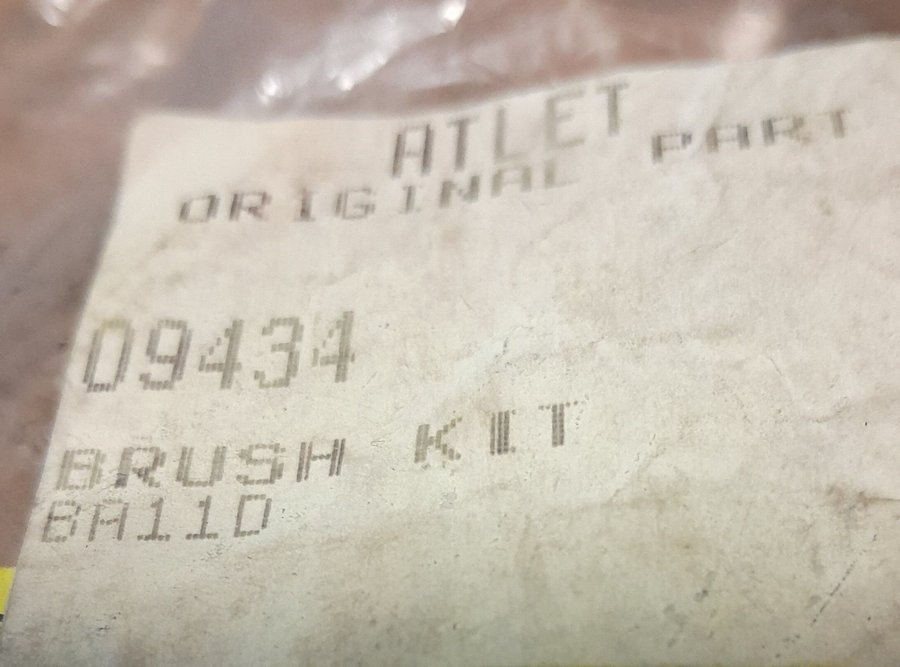 ATLET
ORIGINAL PART
09434
BRUSH KIT
BA11D